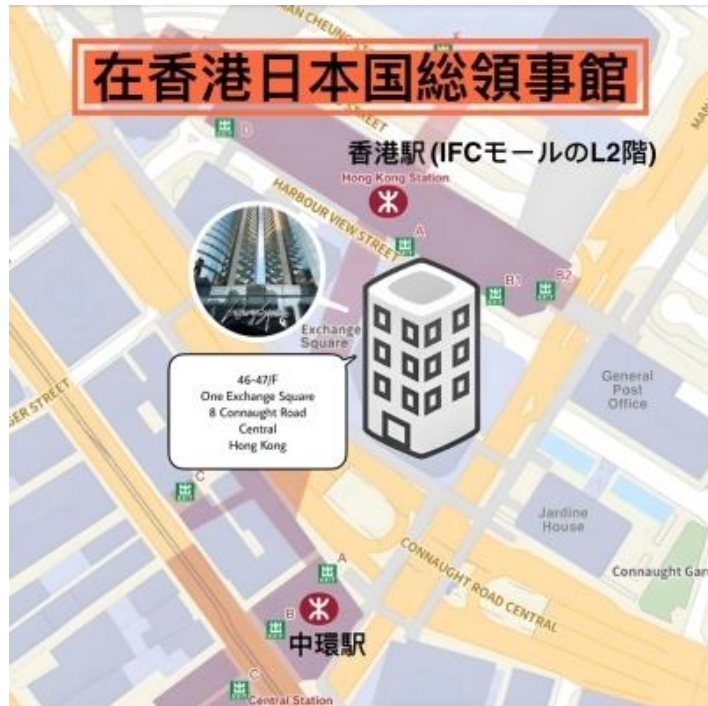 MAN CHEUNG STREET
在香港日本国総領事館
D
香港駅(IFCモールのL2階)
Hong Kong Station
HARBOUR VIEW STREET
A
B1
B2
Exchange
Square
46-47/F
One Exchange Square
8 Connaught Road
Central
Hong Kong
General
Post
Office
C
Jardine
House
A
CONNAUGHT ROAD CENTRAL
Connaught Gar
B
中環駅
C
Central Station